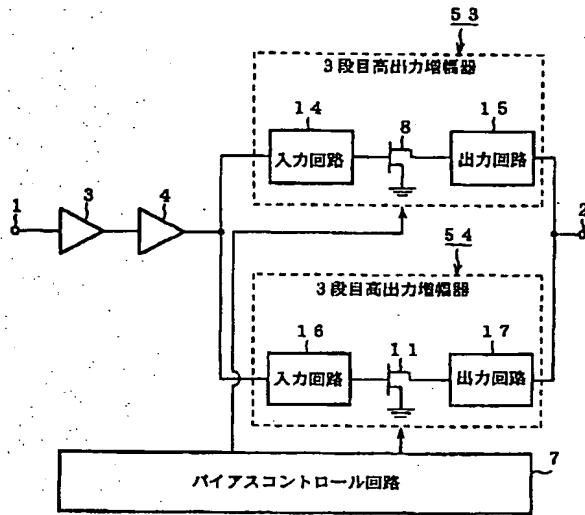 53
3段目高出力増幅器
14
8
15
入力回路
出力回路
1
3
4
2
54
3段目高出力増幅器
16
11
17
入力回路
出力回路
7
バイアスコントロール回路